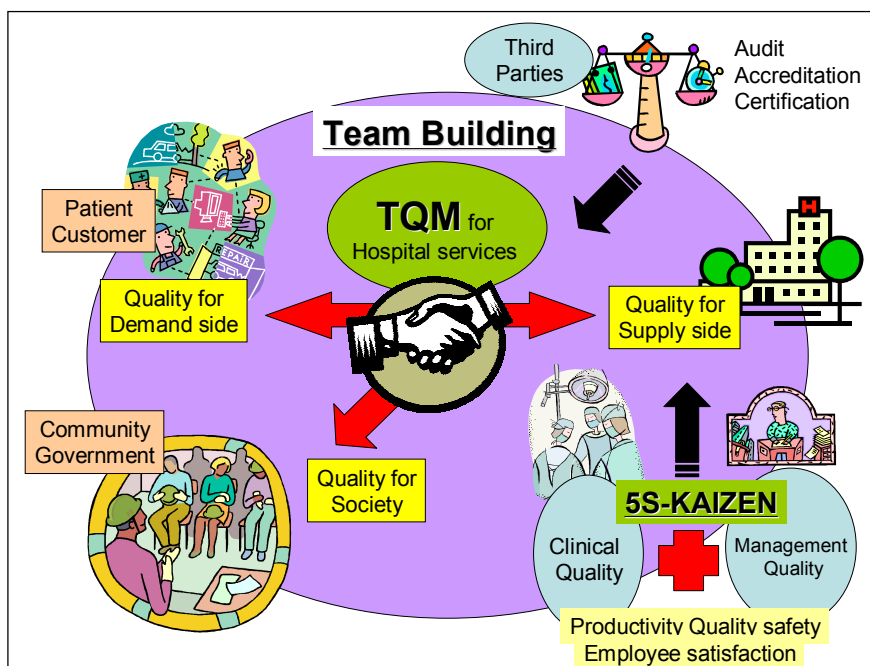 Third
Parties
Audit
Accreditation
Certification
Team Building
TQM for
Hospital services
Patient
Customer
REPAIR
H
Quality for
Demand side
Quality for
Supply side
Community
Government
Quality for
Society
5S-KAIZEN
Clinical
Quality
Management
Quality
Productivity Quality safety
Employee satisfaction